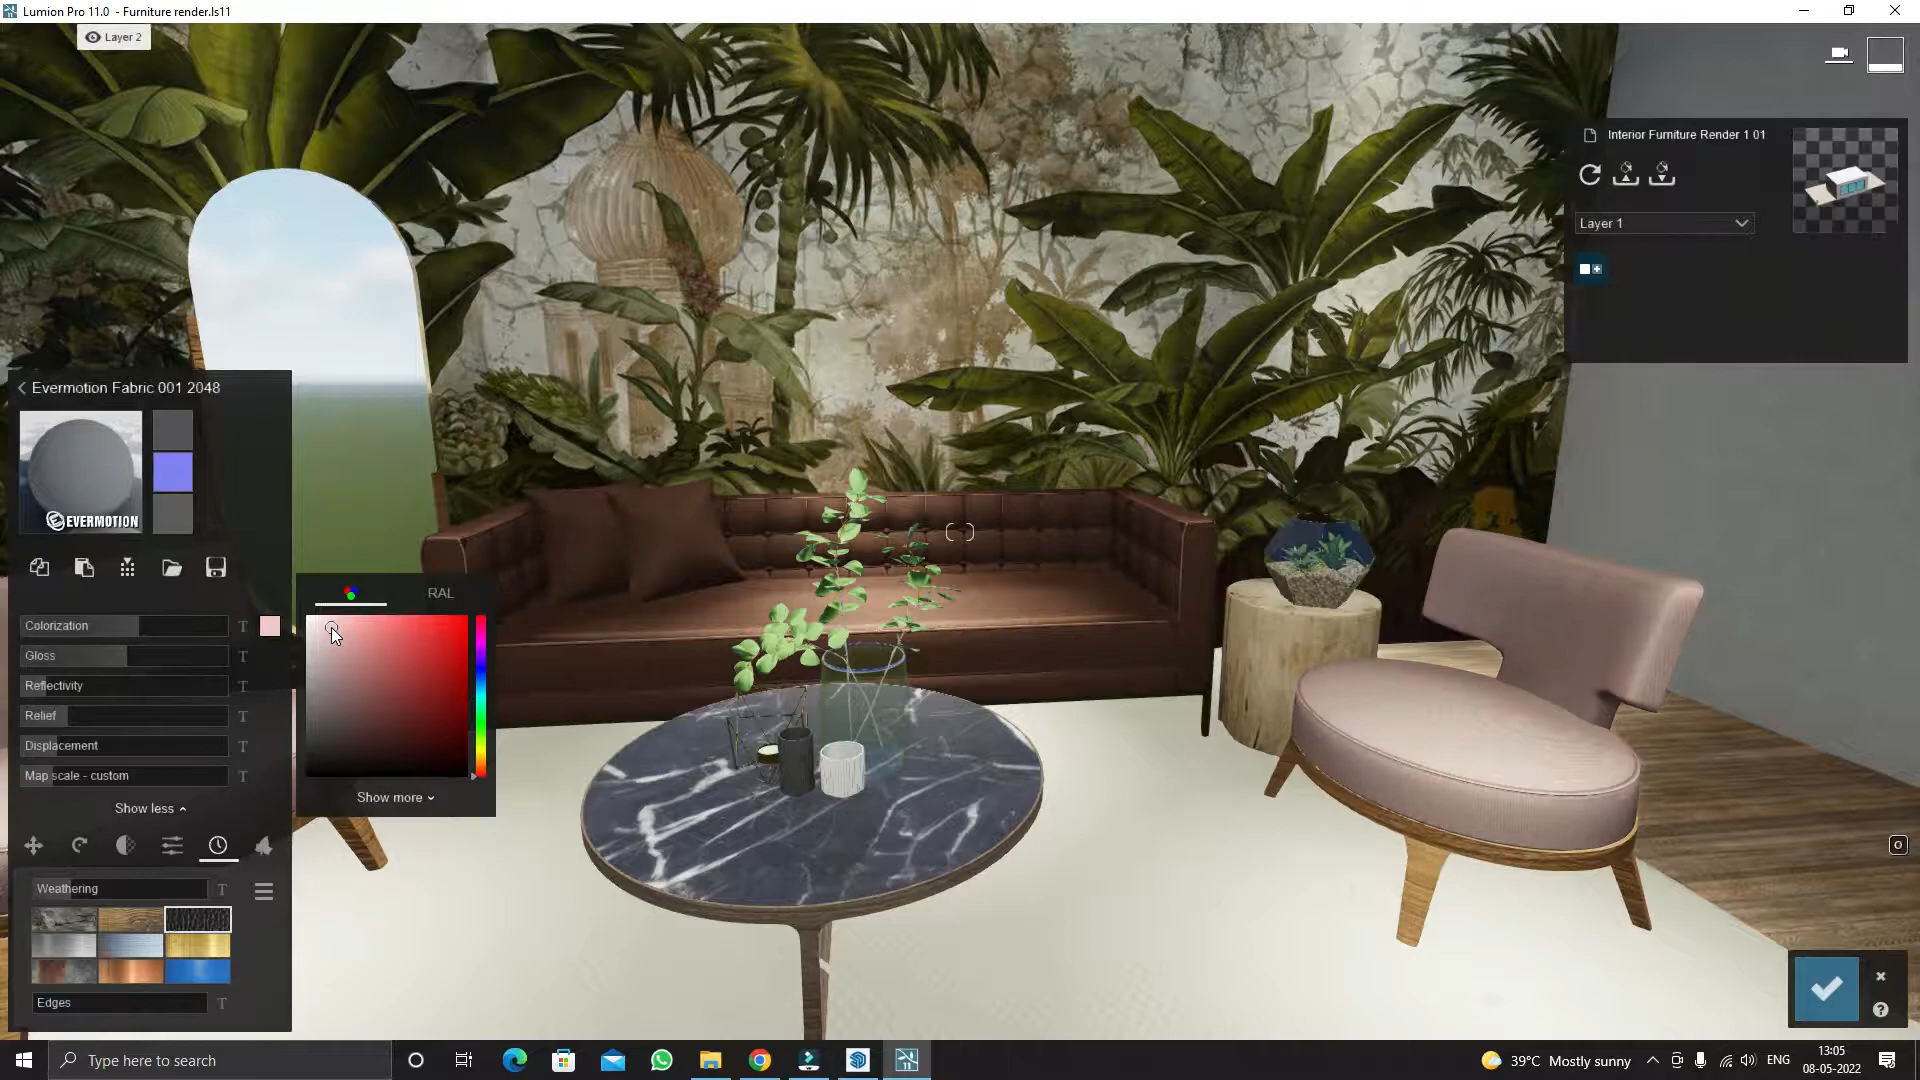 Lumion Pro 11.0 - Furniture render.ls11
Layer 2
Interior Furniture Render 1 01
Layer 1
Evermotion Fabric 001 2048
EVERMOTION
RAL
Colorization T
Gloss T
Reflectivity T
Relief T
Displacement T
Map scale - custom T
Show more
Show less
Weathering T
Edges T
O
?
Type here to search
11
39°C Mostly sunny
ENG
13:05
08-05-2022